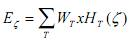 E_ζ = ∑_T W_T x H_T (ζ)